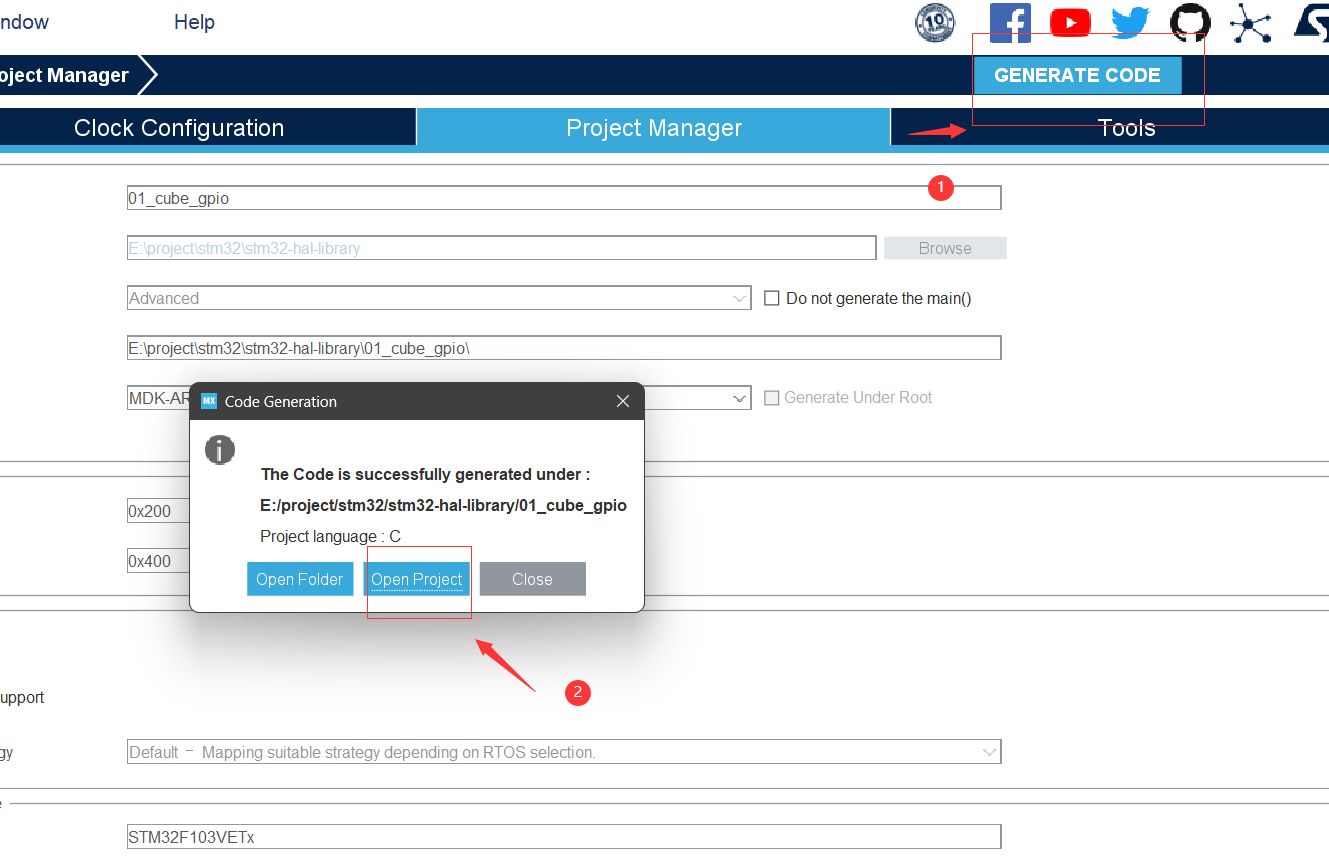 ndow Help
10
oject Manager GENERATE CODE
Clock Configuration Project Manager Tools
1
01_cube_gpio
E:\project\stm32\stm32-hal-library Browse
Advanced Do not generate the main()
E:\project\stm32\stm32-hal-library\01_cube_gpio\
MDK-AR Generate Under Root
MX Code Generation
The Code is successfully generated under :
E:/project/stm32/stm32-hal-library/01_cube_gpio
Project language : C
Open Folder Open Project Close
0x200
0x400
2
upport
gy
Default - Mapping suitable strategy depending on RTOS selection.
e
STM32F103VETx